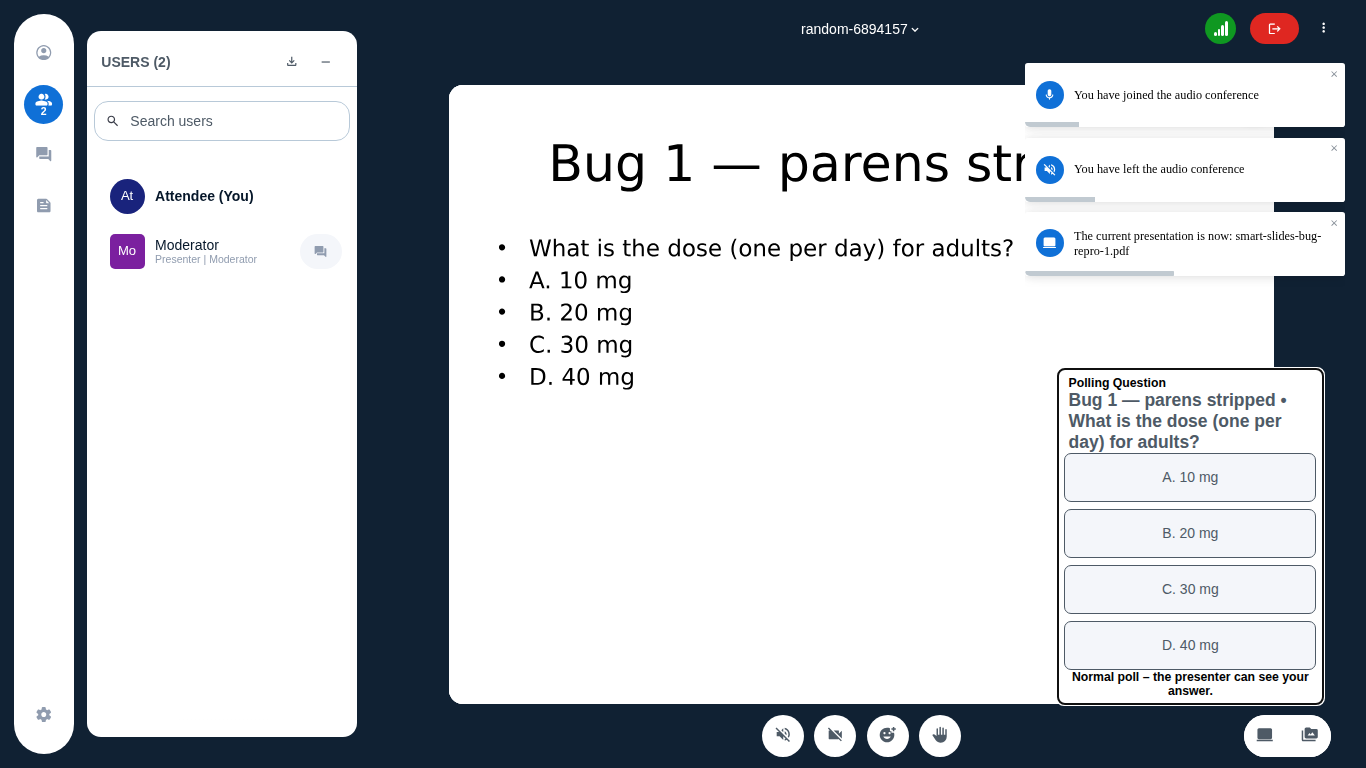 random-6894157
2
USERS (2)
Search users
At
Attendee (You)
Mo
Moderator
Presenter | Moderator
Bug 1 — parens str
• What is the dose (one per day) for adults?
• A. 10 mg
• B. 20 mg
• C. 30 mg
• D. 40 mg
You have joined the audio conference
You have left the audio conference
The current presentation is now: smart-slides-bug-
repro-1.pdf
Polling Question
Bug 1 — parens stripped •
What is the dose (one per
day) for adults?
A. 10 mg
B. 20 mg
C. 30 mg
D. 40 mg
Normal poll – the presenter can see your
answer.